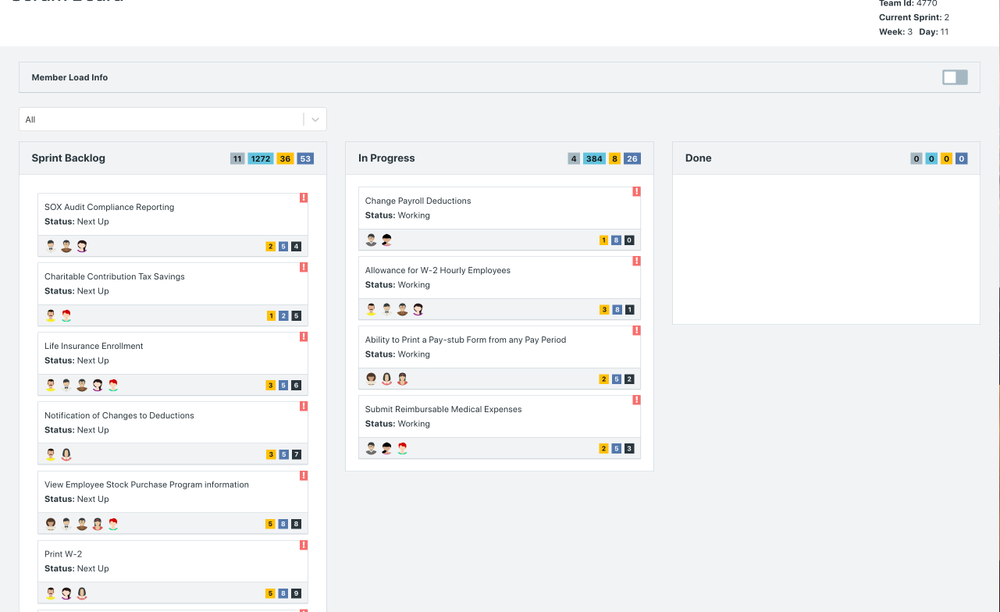 Team Id: 4770
Current Sprint: 2
Week: 3 Day: 11
Member Load Info
All
Sprint Backlog 11 1272 36 53
!
SOX Audit Compliance Reporting
Status: Next Up
2 5 4
!
Charitable Contribution Tax Savings
Status: Next Up
1 2 5
!
Life Insurance Enrollment
Status: Next Up
3 5 6
!
Notification of Changes to Deductions
Status: Next Up
3 5 7
!
View Employee Stock Purchase Program information
Status: Next Up
5 8 8
!
Print W-2
Status: Next Up
5 8 9
In Progress 4 384 8 26
!
Change Payroll Deductions
Status: Working
1 8 0
!
Allowance for W-2 Hourly Employees
Status: Working
3 8 1
!
Ability to Print a Pay-stub Form from any Pay Period
Status: Working
2 5 2
!
Submit Reimbursable Medical Expenses
Status: Working
2 5 3
Done 0 0 0 0